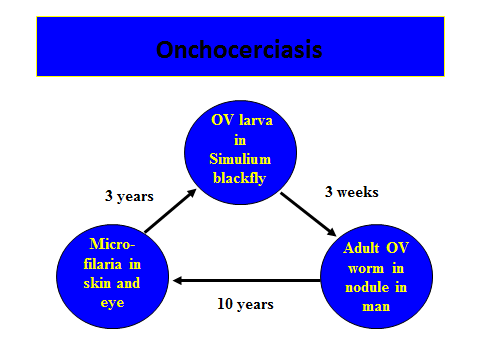 Onchocerciasis
OV larva
in
Simulium
blackfly
3 years
3 weeks
Micro-
filaria in
skin and
eye
Adult OV
worm in
nodule in
man
10 years